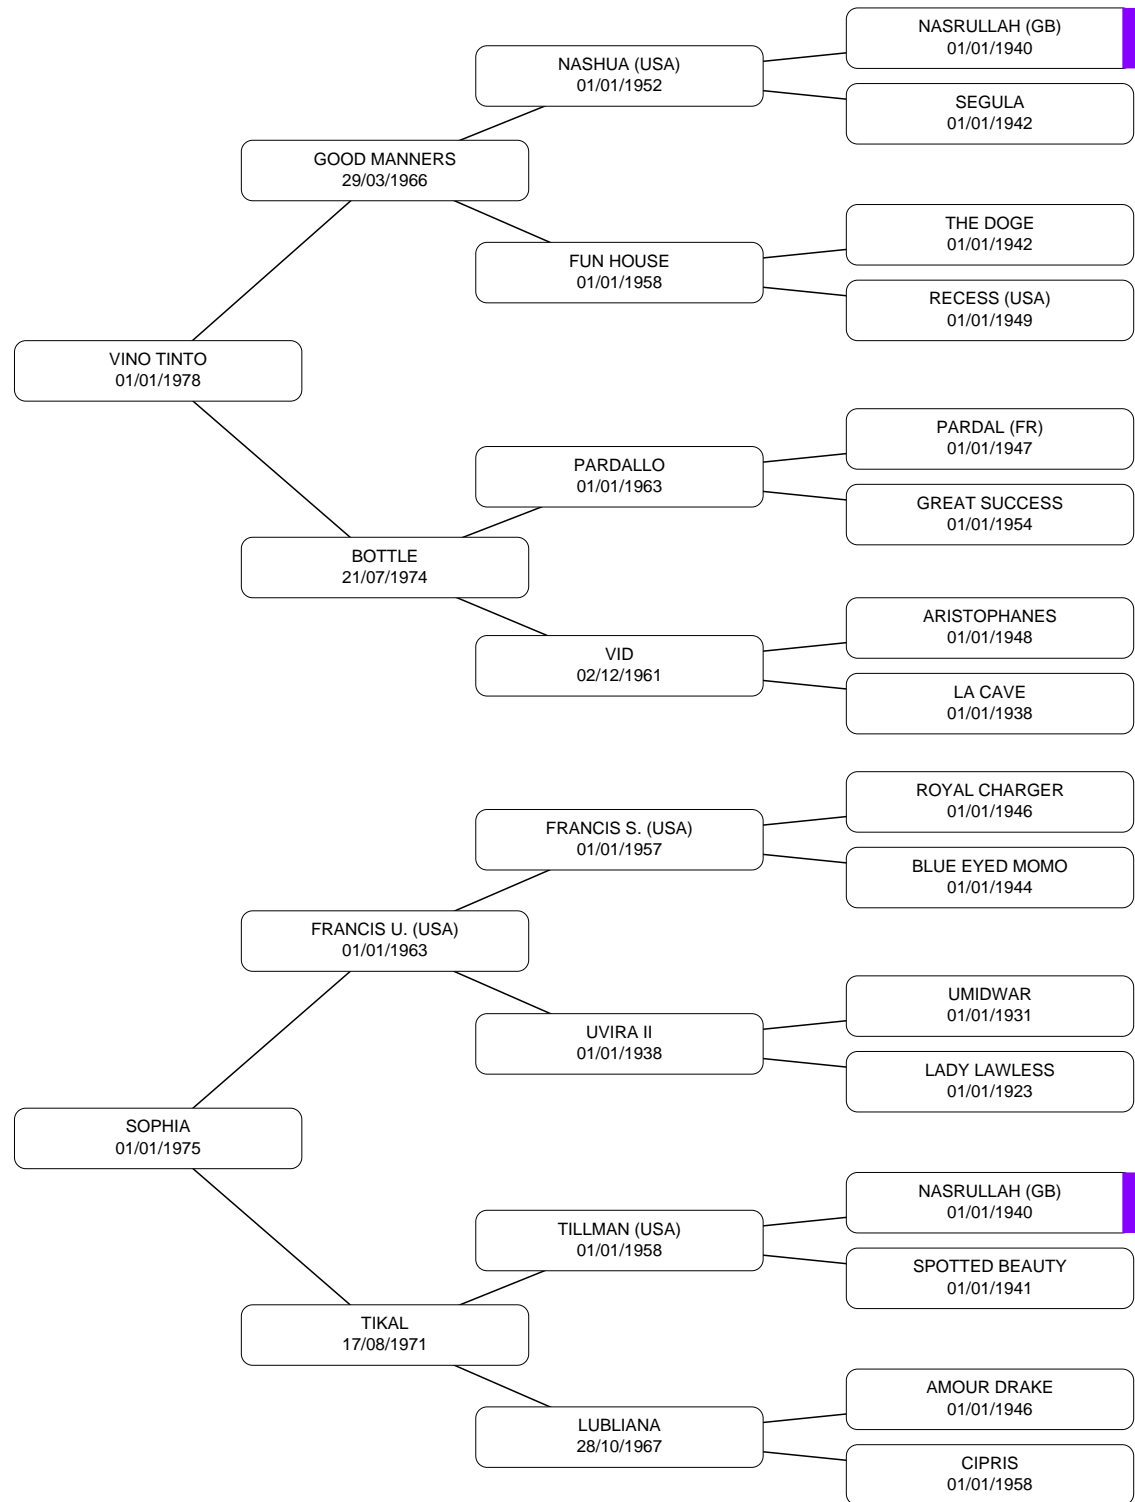 NASRULLAH (GB)
01/01/1940
NASHUA (USA)
01/01/1952
SEGULA
01/01/1942
GOOD MANNERS
29/03/1966
THE DOGE
01/01/1942
FUN HOUSE
01/01/1958
RECESS (USA)
01/01/1949
VINO TINTO
01/01/1978
PARDAL (FR)
01/01/1947
PARDALLO
01/01/1963
GREAT SUCCESS
01/01/1954
BOTTLE
21/07/1974
ARISTOPHANES
01/01/1948
VID
02/12/1961
LA CAVE
01/01/1938
ROYAL CHARGER
01/01/1946
FRANCIS S. (USA)
01/01/1957
BLUE EYED MOMO
01/01/1944
FRANCIS U. (USA)
01/01/1963
UMIDWAR
01/01/1931
UVIRA II
01/01/1938
LADY LAWLESS
01/01/1923
SOPHIA
01/01/1975
NASRULLAH (GB)
01/01/1940
TILLMAN (USA)
01/01/1958
SPOTTED BEAUTY
01/01/1941
TIKAL
17/08/1971
AMOUR DRAKE
01/01/1946
LUBLIANA
28/10/1967
CIPRIS
01/01/1958